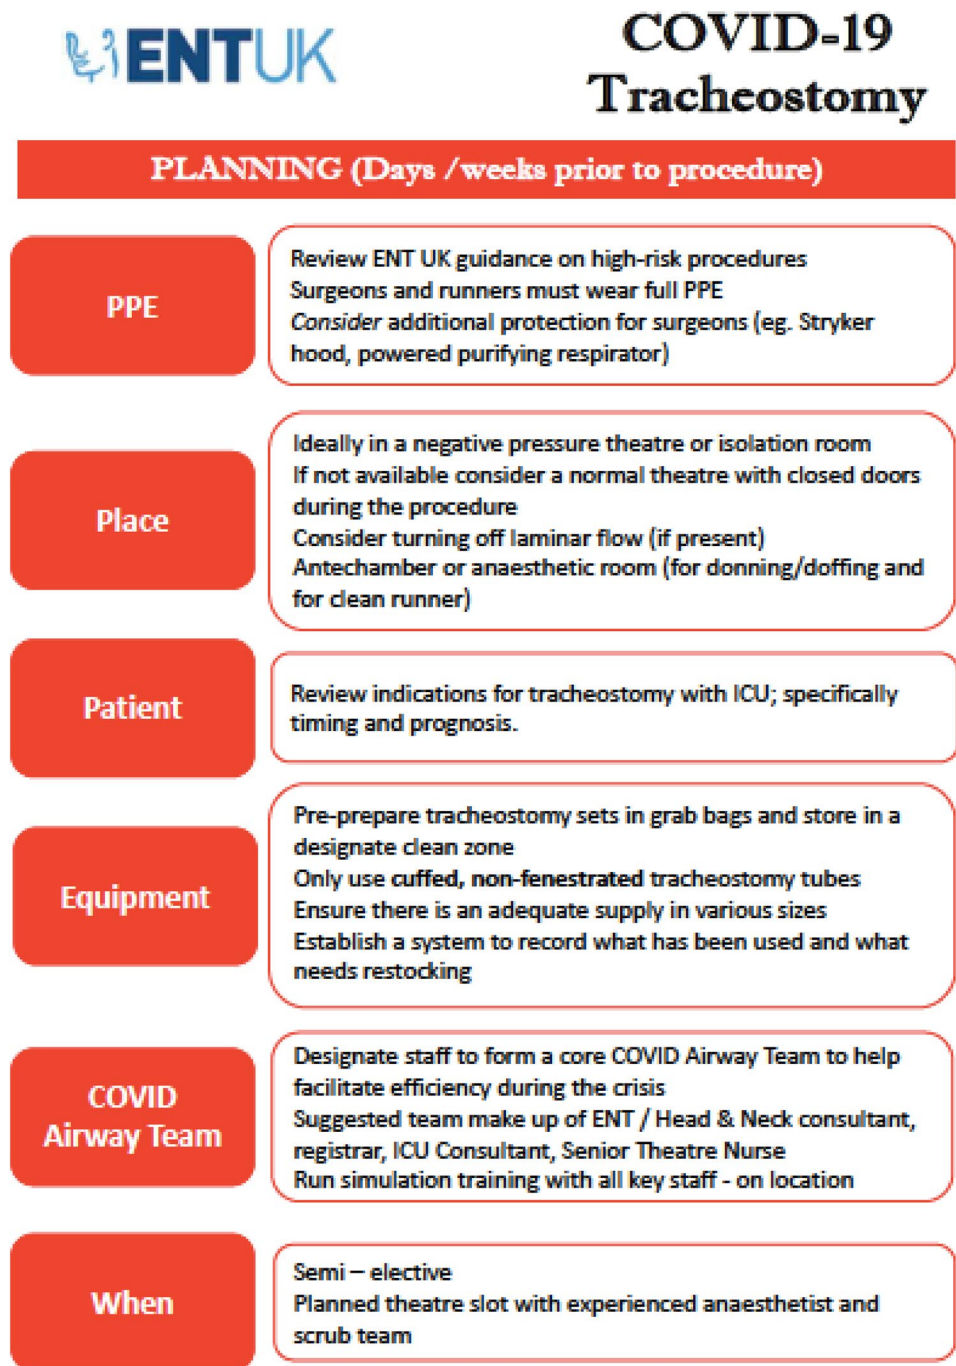 ENTUK
COVID-19
Tracheostomy
PLANNING (Days /weeks prior to procedure)
PPE
Review ENT UK guidance on high-risk procedures
Surgeons and runners must wear full PPE
Consider additional protection for surgeons (eg. Stryker
hood, powered purifying respirator)
Place
Ideally in a negative pressure theatre or isolation room
If not available consider a normal theatre with closed doors
during the procedure
Consider turning off laminar flow (if present)
Antechamber or anaesthetic room (for donning/doffing and
for clean runner)
Patient
Review indications for tracheostomy with ICU; specifically
timing and prognosis.
Equipment
Pre-prepare tracheostomy sets in grab bags and store in a
designate clean zone
Only use cuffed, non-fenestrated tracheostomy tubes
Ensure there is an adequate supply in various sizes
Establish a system to record what has been used and what
needs restocking
COVID
Airway Team
Designate staff to form a core COVID Airway Team to help
facilitate efficiency during the crisis
Suggested team make up of ENT / Head & Neck consultant,
registrar, ICU Consultant, Senior Theatre Nurse
Run simulation training with all key staff - on location
When
Semi – elective
Planned theatre slot with experienced anaesthetist and
scrub team